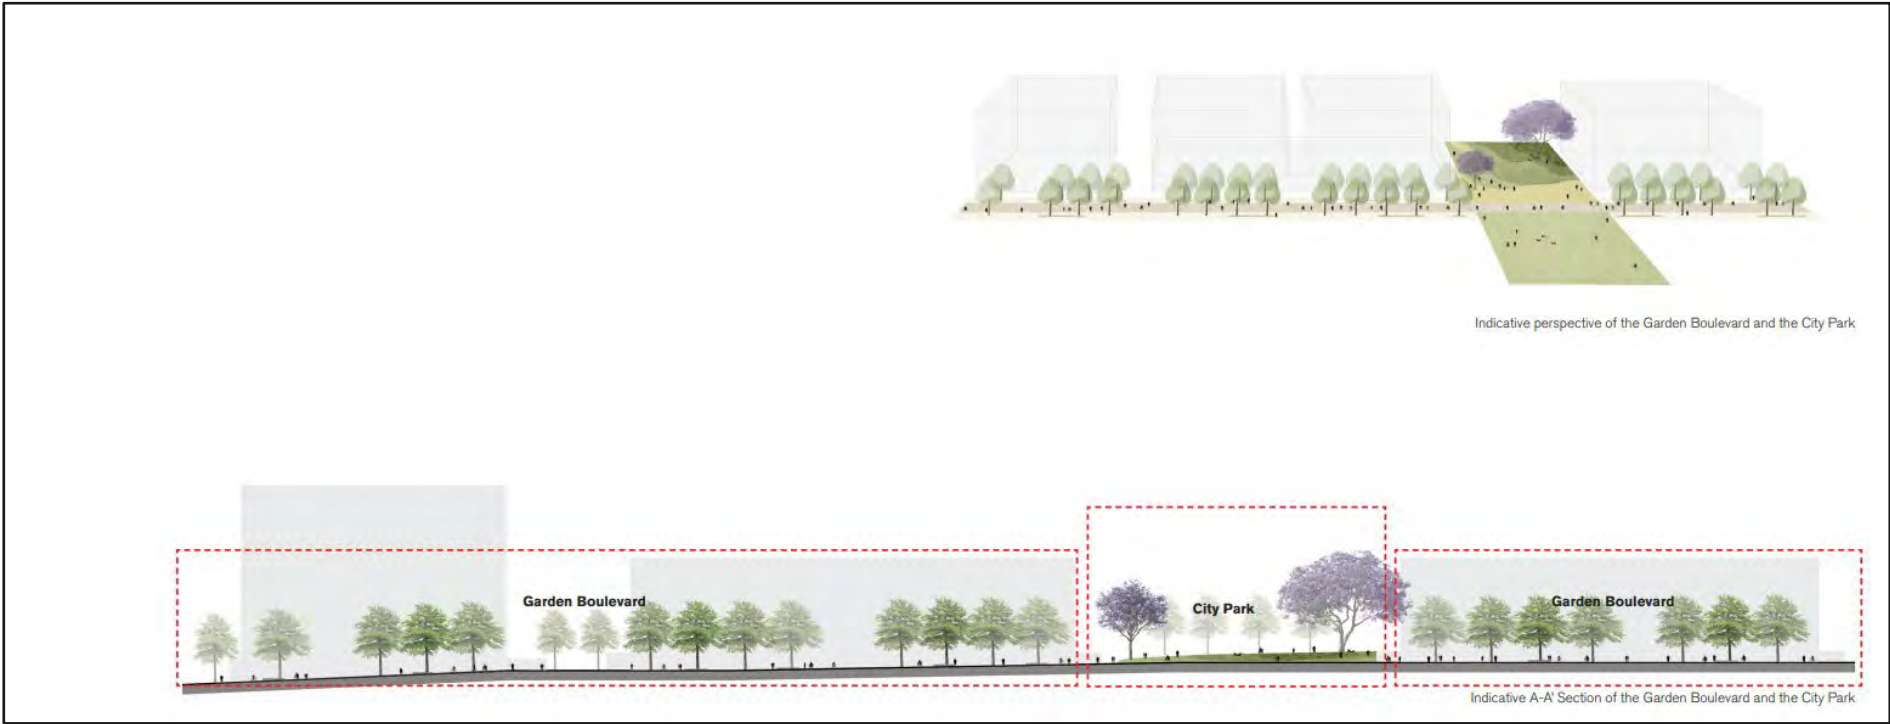 Indicative perspective of the Garden Boulevard and the City Park
Garden Boulevard
City Park
Garden Boulevard
Indicative A-A' Section of the Garden Boulevard and the City Park